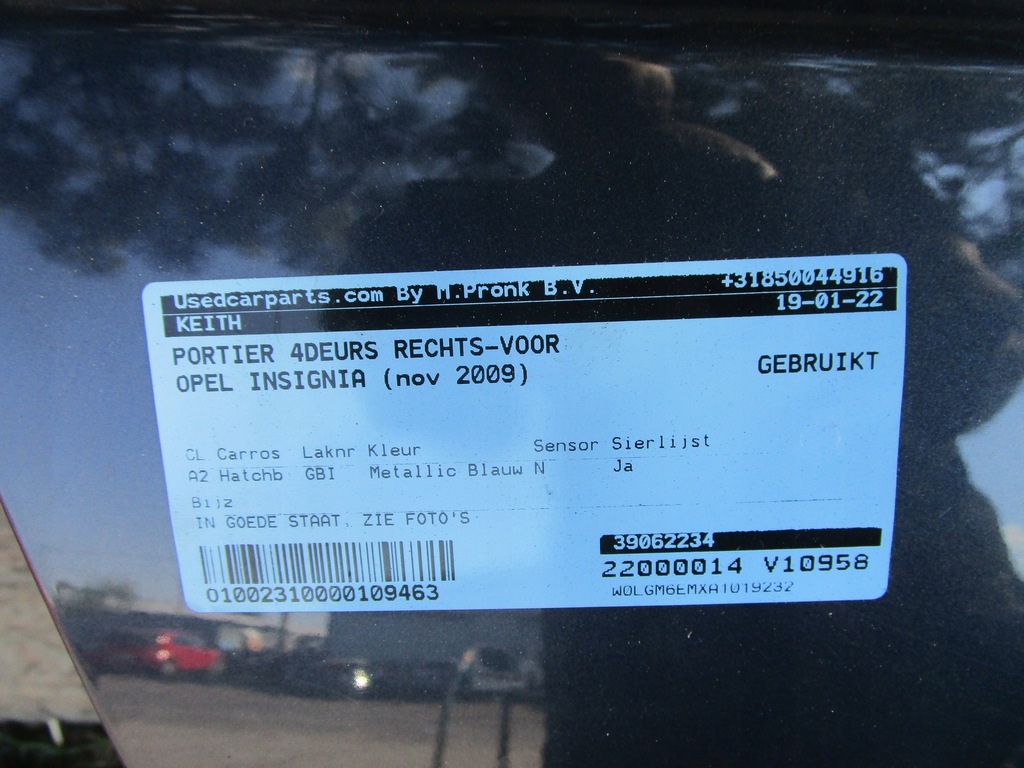 Usedcarparts.com By M.Pronk B.V. +31850044916
KEITH 19-01-22
PORTIER 4DEURS RECHTS-VOOR
OPEL INSIGNIA (nov 2009) GEBRUIKT
CL Carros Laknr Kleur Sensor Sierlijst
A2 Hatchb GBI Metallic Blauw N Ja
Bijz
IN GOEDE STAAT, ZIE FOTO'S
39062234
22000014 V10958
01002310000109463 W0LGM6EMXA1019232